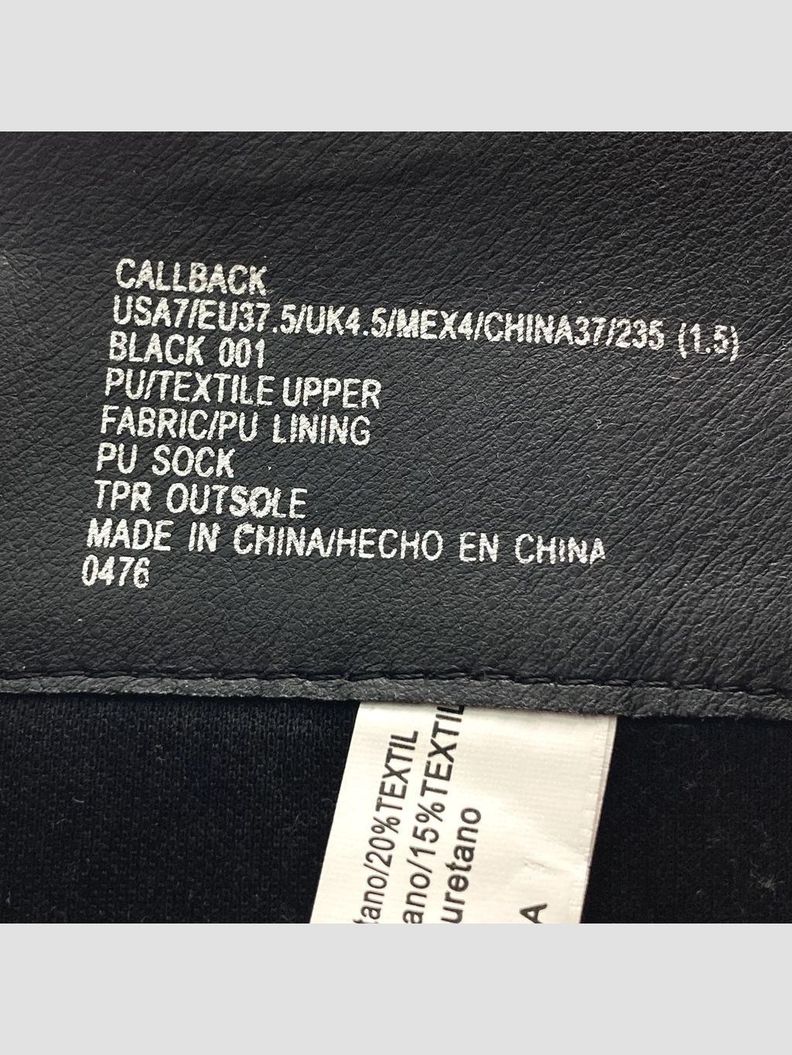 CALLBACK
USA7/EU37.5/UK4.5/MEX4/CHINA37/235 (1.5)
BLACK 001
PU/TEXTILE UPPER
FABRIC/PU LINING
PU SOCK
TPR OUTSOLE
MADE IN CHINA/HECHO EN CHINA
0476
tano/20%TEXTIL
ano/15%TEXTIL
uretano
A